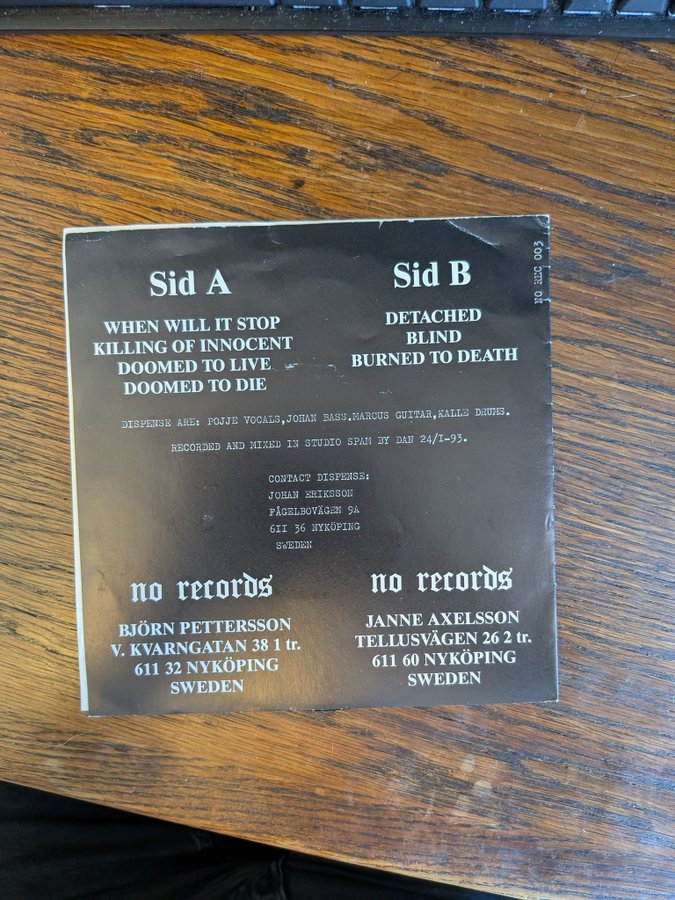 Sid A
WHEN WILL IT STOP
KILLING OF INNOCENT
DOOMED TO LIVE
DOOMED TO DIE
Sid B
DETACHED
BLIND
BURNED TO DEATH
NO REC 003
DISPENSE ARE: POJJE VOCALS,JOHAN BASS,MARCUS GUITAR,KALLE DRUMS.
RECORDED AND MIXED IN STUDIO SPAM BY DAN 24/I-93.
CONTACT DISPENSE:
JOHAN ERIKSSON
FÅGELBOVÄGEN 9A
6II 36 NYKÖPING
SWEDEN
no records
BJÖRN PETTERSSON
V. KVARNGATAN 38 1 tr.
611 32 NYKÖPING
SWEDEN
no records
JANNE AXELSSON
TELLUSVÄGEN 26 2 tr.
611 60 NYKÖPING
SWEDEN